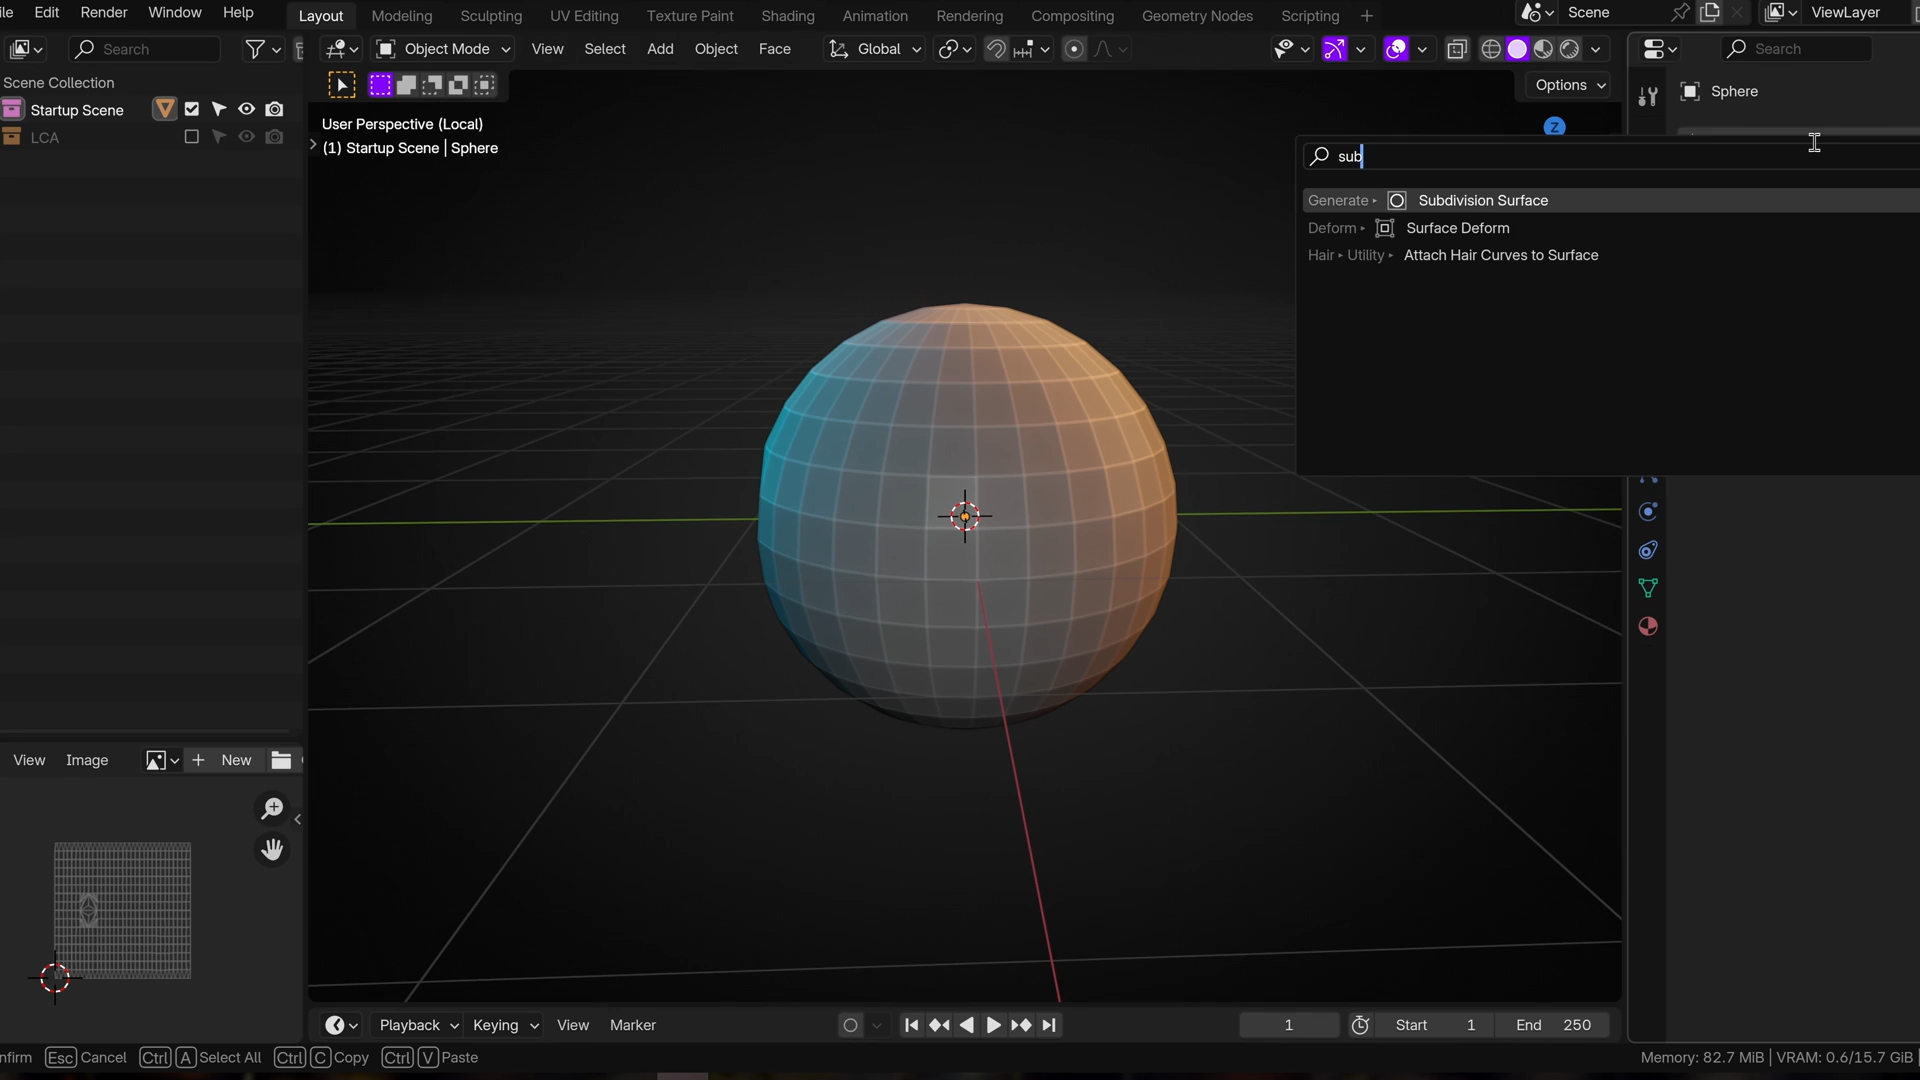 ile Edit Render Window Help Layout Modeling Sculpting UV Editing Texture Paint Shading Animation Rendering Compositing Geometry Nodes Scripting + Scene ViewLayer
Search Object Mode View Select Add Object Face Global Search
Scene Collection Options Sphere
Startup Scene
LCA
User Perspective (Local)
(1) Startup Scene | Sphere
Z
sub
Generate Subdivision Surface
Deform Surface Deform
Hair Utility Attach Hair Curves to Surface
View Image + New
Playback Keying View Marker 1 Start 1 End 250
nfirm Esc Cancel Ctrl A Select All Ctrl C Copy Ctrl V Paste Memory: 82.7 MiB | VRAM: 0.6/15.7 GiB